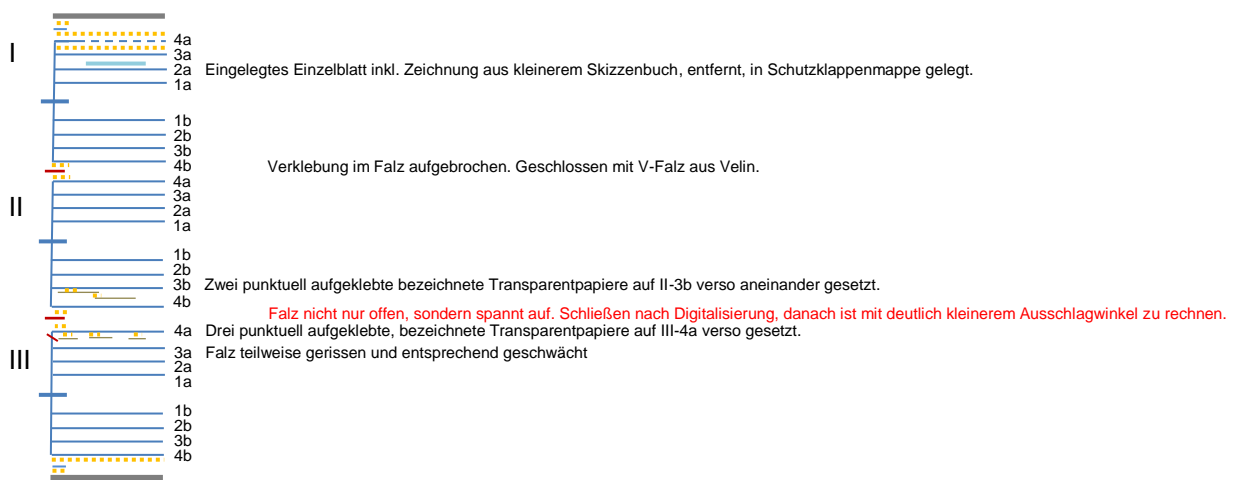 4a
I
3a
2a Eingelegtes Einzelblatt inkl. Zeichnung aus kleinerem Skizzenbuch, entfernt, in Schutzklappenmappe gelegt.
1a
1b
2b
3b
4b Verklebung im Falz aufgebrochen. Geschlossen mit V-Falz aus Velin.
4a
3a
II
2a
1a
1b
2b
3b Zwei punktuell aufgeklebte bezeichnete Transparentpapiere auf II-3b verso aneinander gesetzt.
4b
Falz nicht nur offen, sondern spannt auf. Schließen nach Digitalisierung, danach ist mit deutlich kleinerem Ausschlagwinkel zu rechnen.
4a Drei punktuell aufgeklebte, bezeichnete Transparentpapiere auf III-4a verso gesetzt.
III
3a Falz teilweise gerissen und entsprechend geschwächt
2a
1a
1b
2b
3b
4b